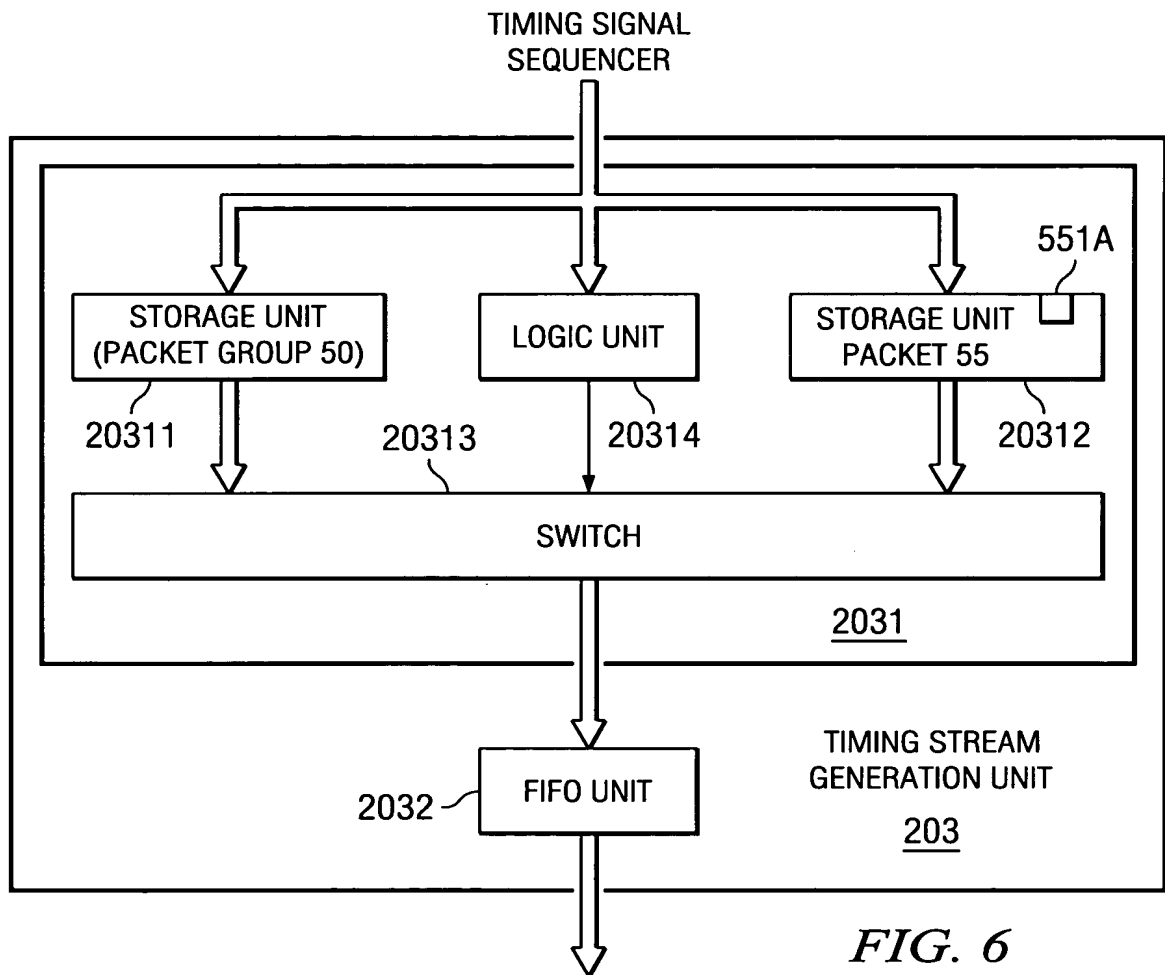 TIMING SIGNAL
SEQUENCER
551A
STORAGE UNIT
(PACKET GROUP 50)
LOGIC UNIT
STORAGE UNIT
PACKET 55
20311
20313
20314
20312
SWITCH
2031
TIMING STREAM
GENERATION UNIT
203
2032
FIFO UNIT
FIG. 6